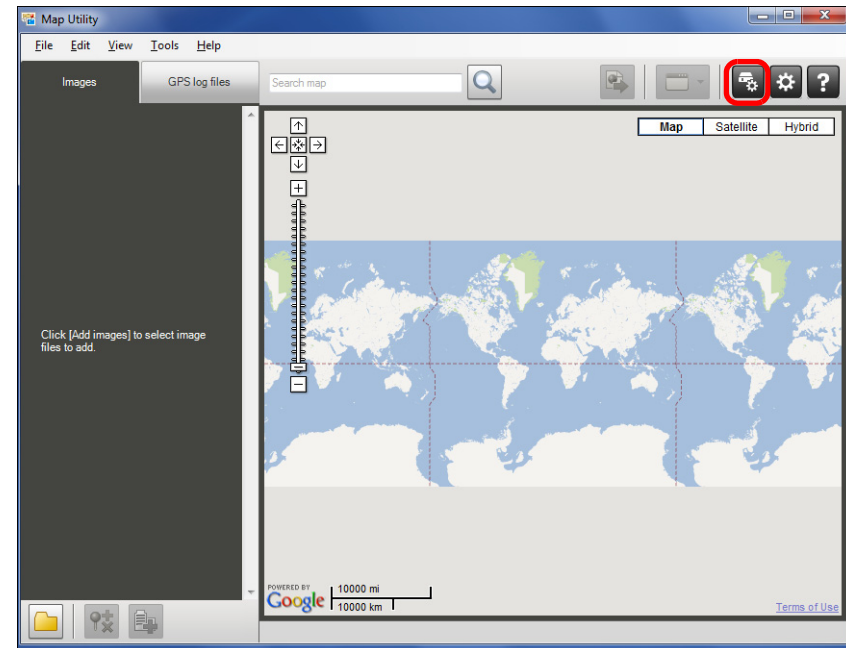 Map Utility
File Edit View Tools Help
Images GPS log files Search map
?
Map Satellite Hybrid
Click [Add images] to select image
files to add.
POWERED BY
Google
10000 mi
10000 km
Terms of Use